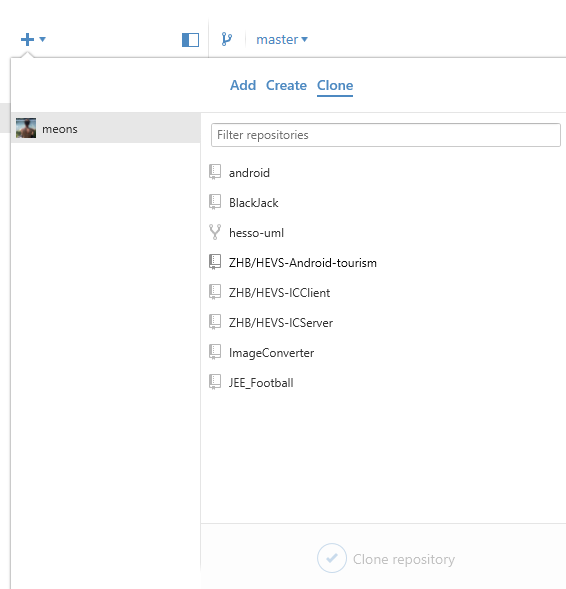 master
Add Create Clone
meons
Filter repositories
android
BlackJack
hesso-uml
ZHB/HEVS-Android-tourism
ZHB/HEVS-ICClient
ZHB/HEVS-ICServer
ImageConverter
JEE_Football
Clone repository